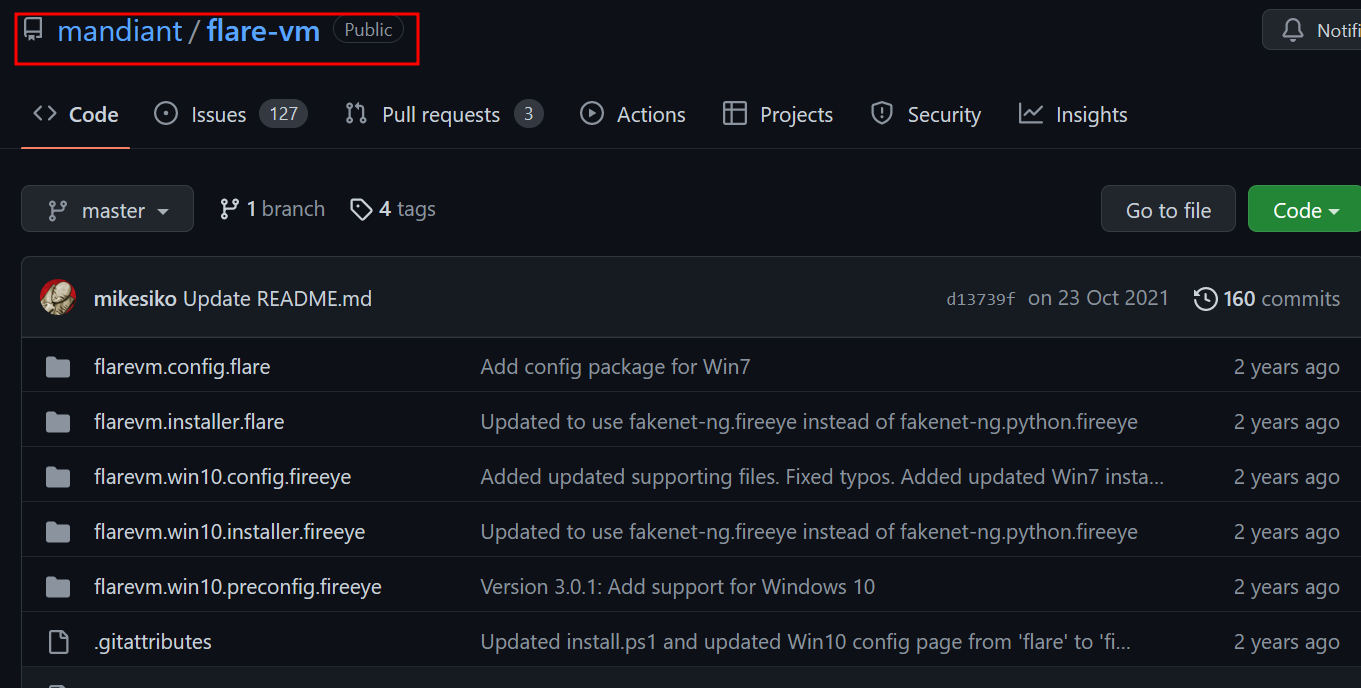 mandiant / flare-vm Public
Notifi
Code Issues 127 Pull requests 3 Actions Projects Security Insights
master 1 branch 4 tags Go to file Code
mikesiko Update README.md d13739f on 23 Oct 2021 160 commits
flarevm.config.flare Add config package for Win7 2 years ago
flarevm.installer.flare Updated to use fakenet-ng.fireeye instead of fakenet-ng.python.fireeye 2 years ago
flarevm.win10.config.fireeye Added updated supporting files. Fixed typos. Added updated Win7 insta... 2 years ago
flarevm.win10.installer.fireeye Updated to use fakenet-ng.fireeye instead of fakenet-ng.python.fireeye 2 years ago
flarevm.win10.preconfig.fireeye Version 3.0.1: Add support for Windows 10 2 years ago
.gitattributes Updated install.ps1 and updated Win10 config page from 'flare' to 'fi... 2 years ago